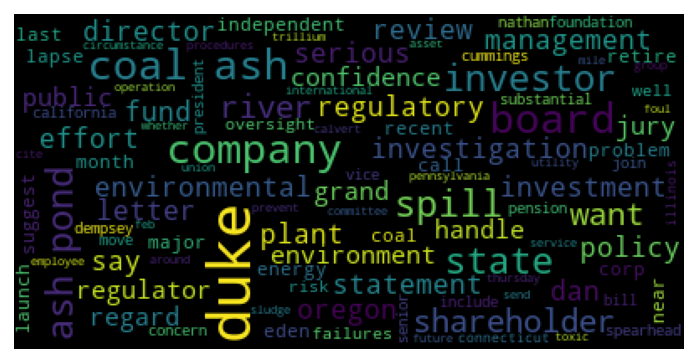 last director independent review nathan foundation
circumstance procedures trillium management
lapse coal ash serious cummings retire
operation president asset mile group
public confidence investor
california fund international substantial well
river regulatory board foul
effort whether oversight calvert recent jury
month company investigation problem
union call join
environmental vice pennsylvania utility illinois
cite suggest ash pond letter grand spill investment
feb prevent committee want
dempsey duke plant coal handle policy
move major environment service
employee say around energy state thursday corp
regulator risk statement dan near
launch regard oregon include bill
concern eden failures senior send shareholder spearhead
sludge future connecticut toxic
pension